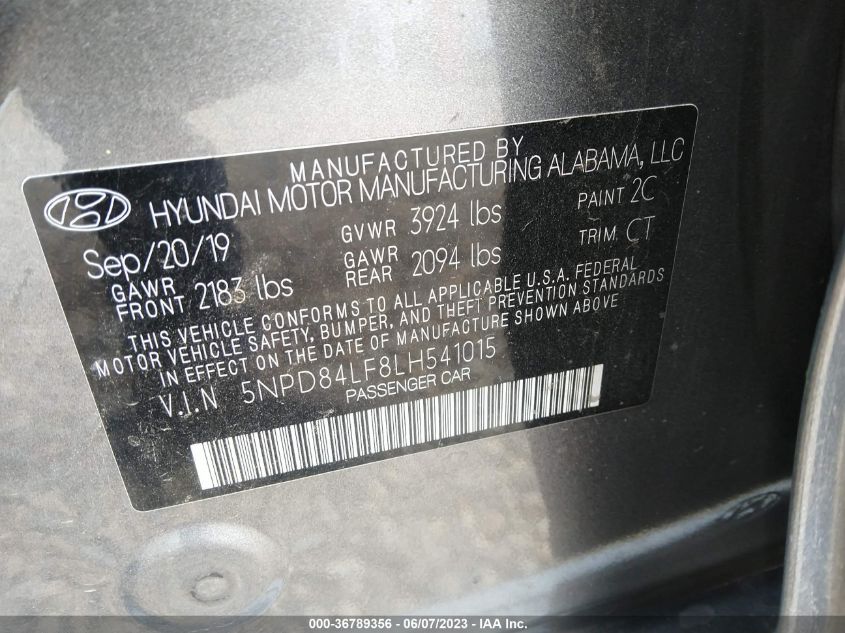 MANUFACTURED BY
HYUNDAI MOTOR MANUFACTURING ALABAMA, LLC
Sep/20/19 GVWR 3924 lbs PAINT 2C
GAWR FRONT 2183 lbs GAWR REAR 2094 lbs TRIM CT
THIS VEHICLE CONFORMS TO ALL APPLICABLE U.S.A. FEDERAL
MOTOR VEHICLE SAFETY, BUMPER, AND THEFT PREVENTION STANDARDS
IN EFFECT ON THE DATE OF MANUFACTURE SHOWN ABOVE
V.I.N 5NPD84LF8LH541015
PASSENGER CAR
000-36789356 - 06/07/2023 - IAA Inc.